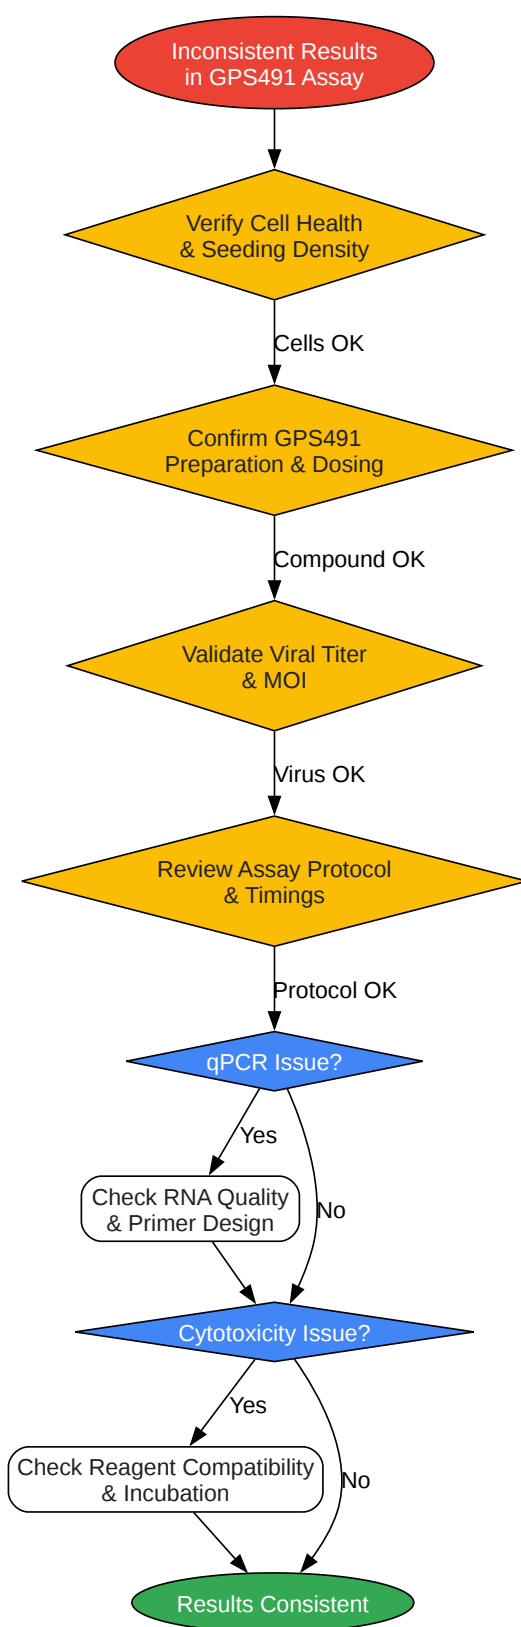 Inconsistent Results
in GPS491 Assay
Verify Cell Health
& Seeding Density
Cells OK
Confirm GPS491
Preparation & Dosing
Compound OK
Validate Viral Titer
& MOI
Virus OK
Review Assay Protocol
& Timings
Protocol OK
qPCR Issue?
Yes
Check RNA Quality
& Primer Design
No
Cytotoxicity Issue?
Yes
Check Reagent Compatibility
& Incubation
No
Results Consistent